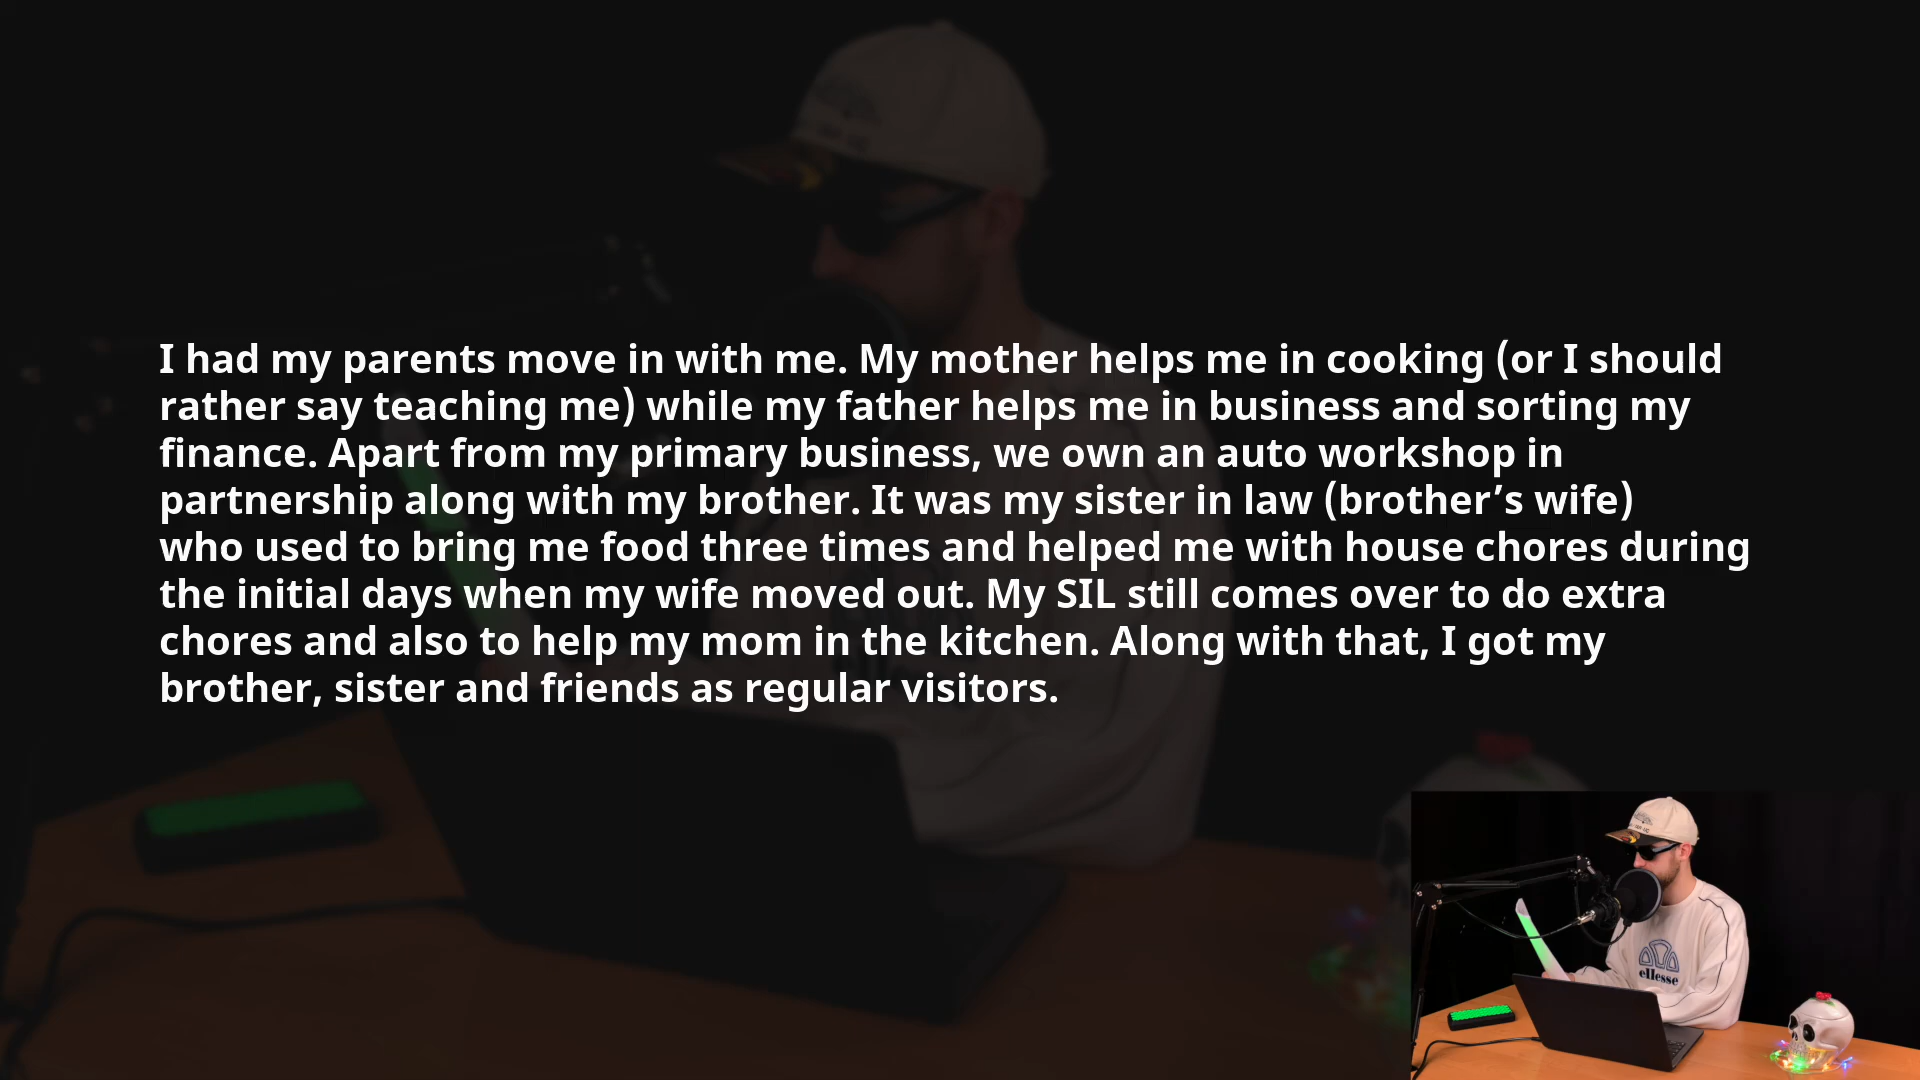 I had my parents move in with me. My mother helps me in cooking (or I should
rather say teaching me) while my father helps me in business and sorting my
finance. Apart from my primary business, we own an auto workshop in
partnership along with my brother. It was my sister in law (brother’s wife)
who used to bring me food three times and helped me with house chores during
the initial days when my wife moved out. My SIL still comes over to do extra
chores and also to help my mom in the kitchen. Along with that, I got my
brother, sister and friends as regular visitors.
ellesse